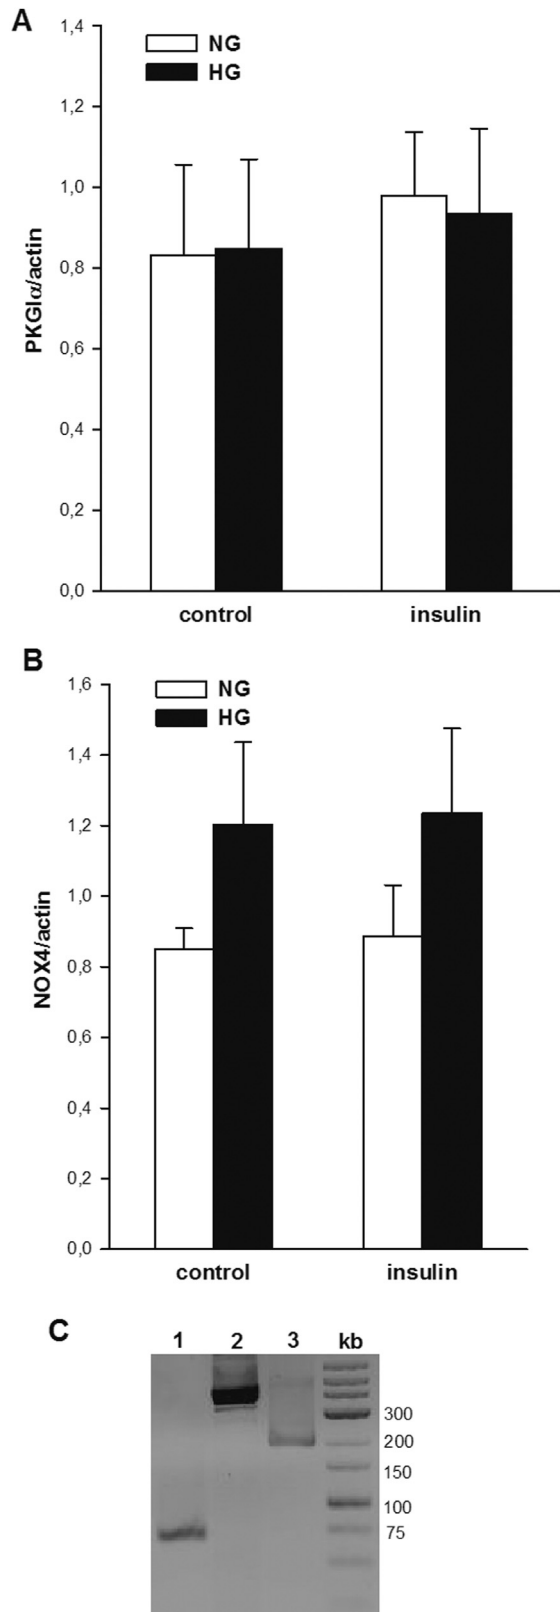 A
1,4
NG
HG
1,2
1,0
0,8
0,6
0,4
0,2
0,0
PKGIα/actin
control insulin
B
1,6
NG
HG
1,4
1,2
1,0
0,8
0,6
0,4
0,2
0,0
NOX4/actin
control insulin
C
1 2 3 kb
300
200
150
100
75